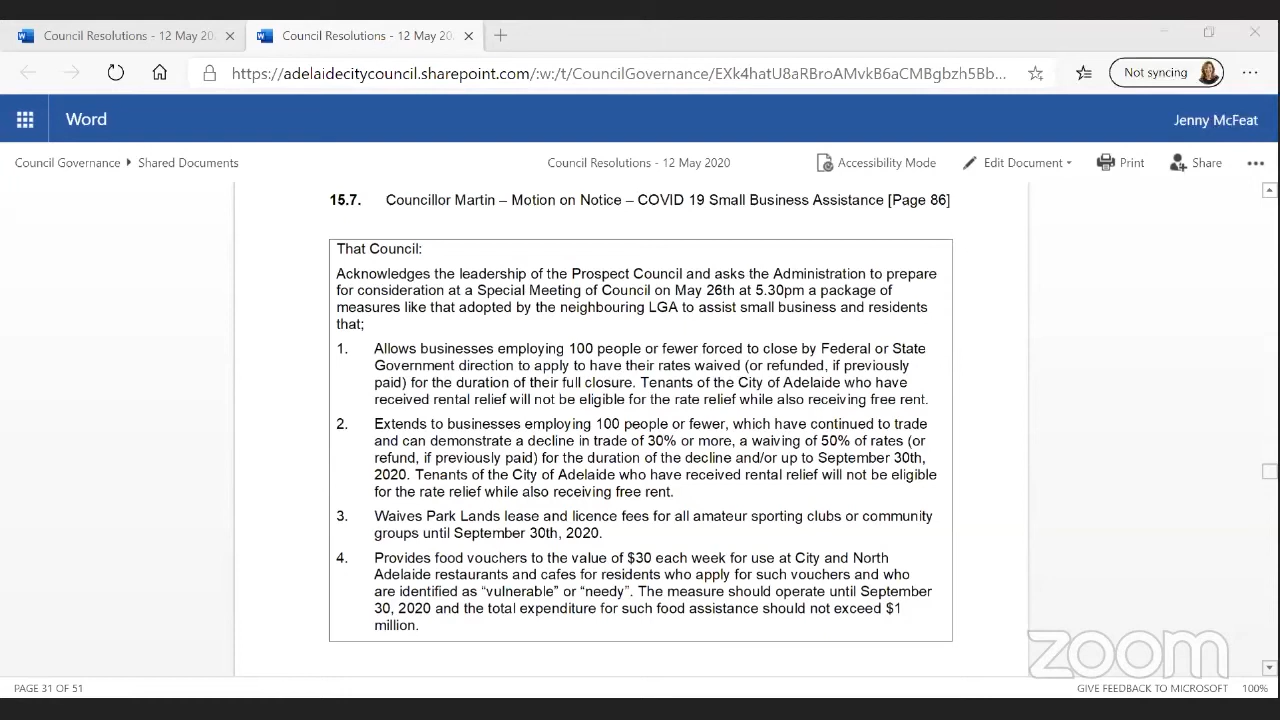 Council Resolutions - 12 May 20
Council Resolutions - 12 May 20
https://adelaidecitycouncil.sharepoint.com/:w:/t/CouncilGovernance/EXk4hatU8aRBroAMvkB6aCMBgbzh5Bb...
Not syncing
Word
Jenny McFeat
Council Governance Shared Documents
Council Resolutions - 12 May 2020
Accessibility Mode
Edit Document
Print
Share
15.7. Councillor Martin – Motion on Notice – COVID 19 Small Business Assistance [Page 86]
That Council:
Acknowledges the leadership of the Prospect Council and asks the Administration to prepare
for consideration at a Special Meeting of Council on May 26th at 5.30pm a package of
measures like that adopted by the neighbouring LGA to assist small business and residents
that;
1. Allows businesses employing 100 people or fewer forced to close by Federal or State
Government direction to apply to have their rates waived (or refunded, if previously
paid) for the duration of their full closure. Tenants of the City of Adelaide who have
received rental relief will not be eligible for the rate relief while also receiving free rent.
2. Extends to businesses employing 100 people or fewer, which have continued to trade
and can demonstrate a decline in trade of 30% or more, a waiving of 50% of rates (or
refund, if previously paid) for the duration of the decline and/or up to September 30th,
2020. Tenants of the City of Adelaide who have received rental relief will not be eligible
for the rate relief while also receiving free rent.
3. Waives Park Lands lease and licence fees for all amateur sporting clubs or community
groups until September 30th, 2020.
4. Provides food vouchers to the value of $30 each week for use at City and North
Adelaide restaurants and cafes for residents who apply for such vouchers and who
are identified as “vulnerable” or “needy”. The measure should operate until September
30, 2020 and the total expenditure for such food assistance should not exceed $1
million.
zoom
PAGE 31 OF 51
GIVE FEEDBACK TO MICROSOFT 100%